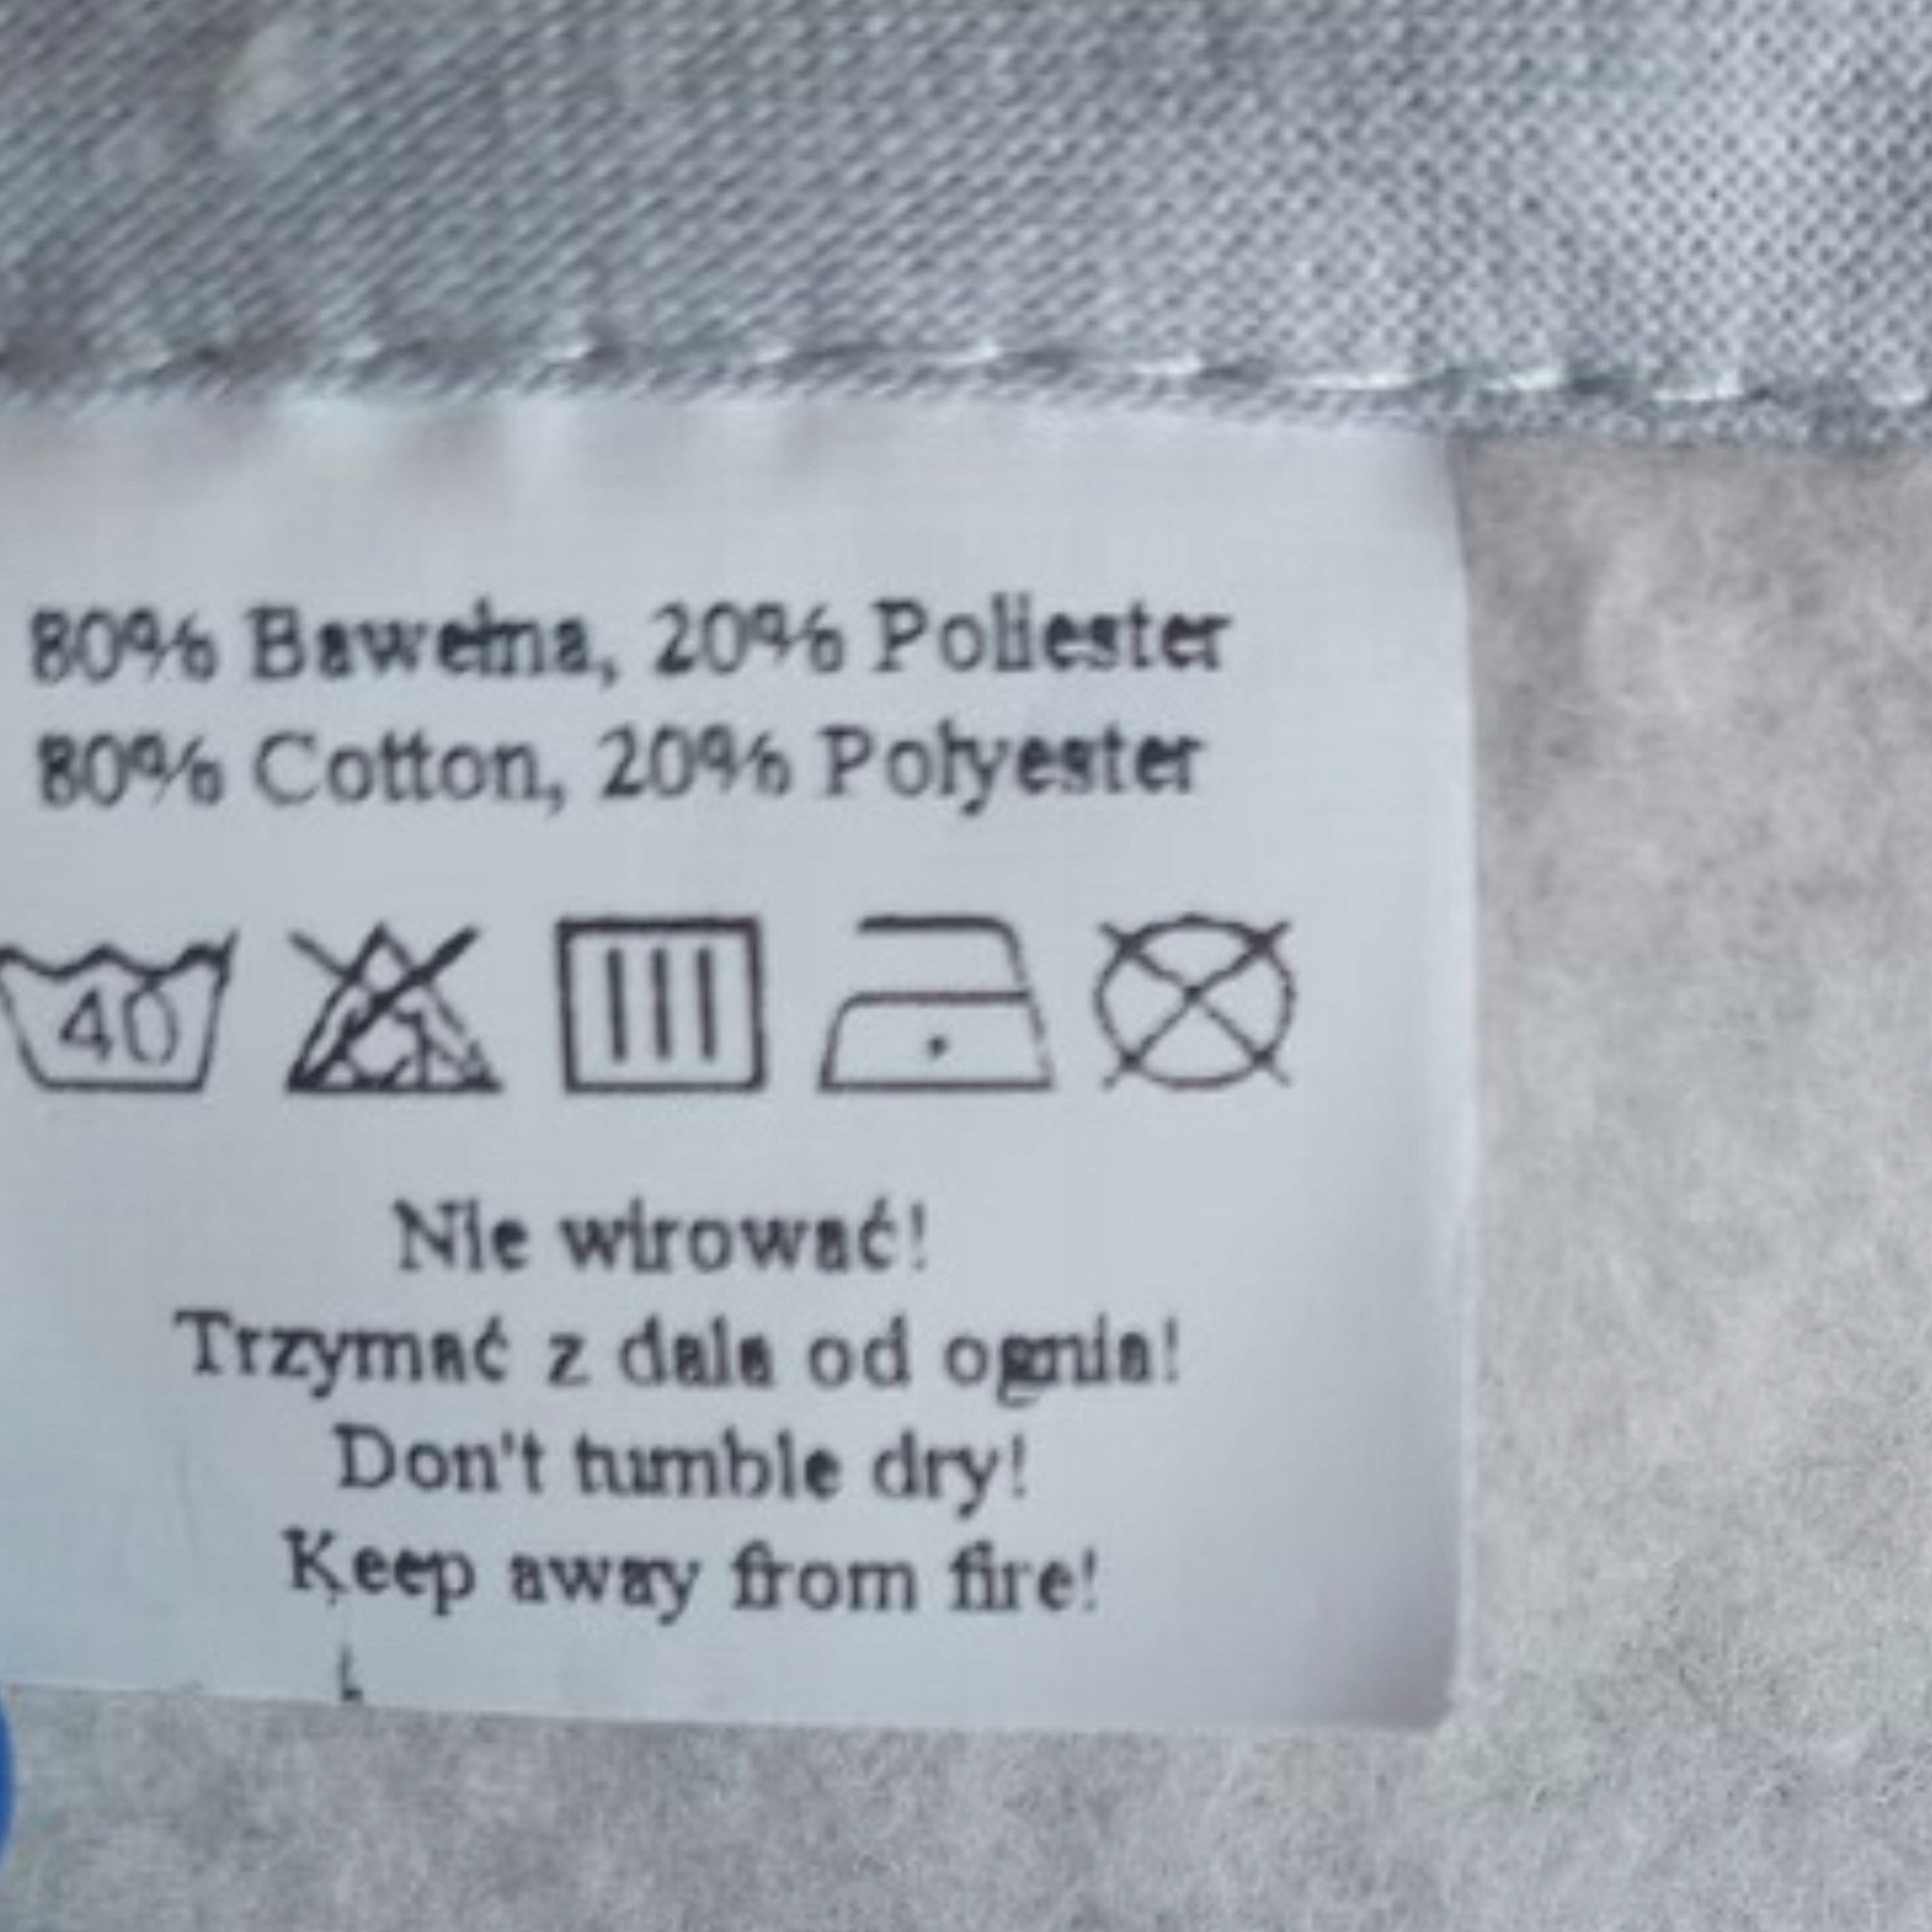 80% Bawełna, 20% Poliester
80% Cotton, 20% Polyester
40
Nie wirować!
Trzymać z dala od ognia!
Don't tumble dry!
Keep away from fire!